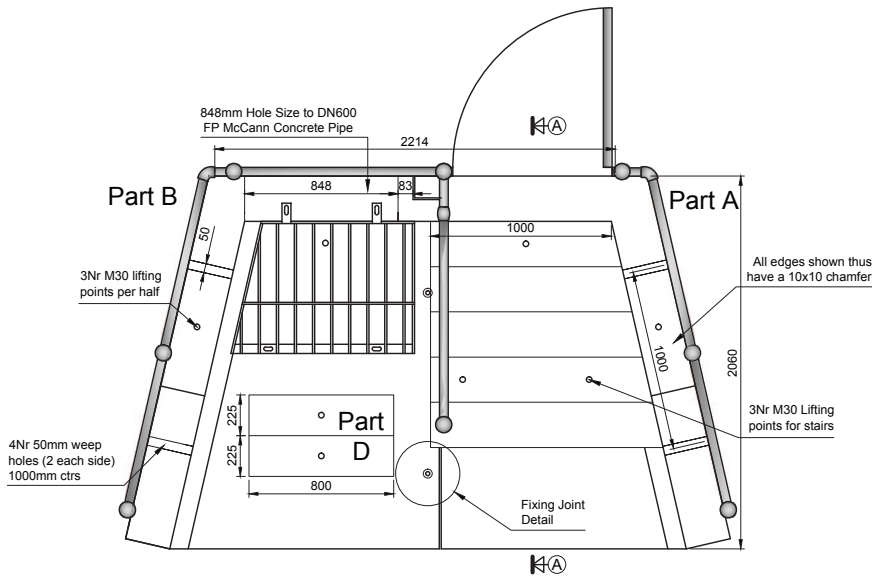 848mm Hole Size to DN600
FP McCann Concrete Pipe
A
2214
Part B
848
83
Part A
1000
50
All edges shown thus
have a 10x10 chamfer
3Nr M30 lifting
points per half
1000
2060
225
Part
3Nr M30 Lifting
points for stairs
4Nr 50mm weep
holes (2 each side)
1000mm ctrs
225
D
800
Fixing Joint
Detail
A